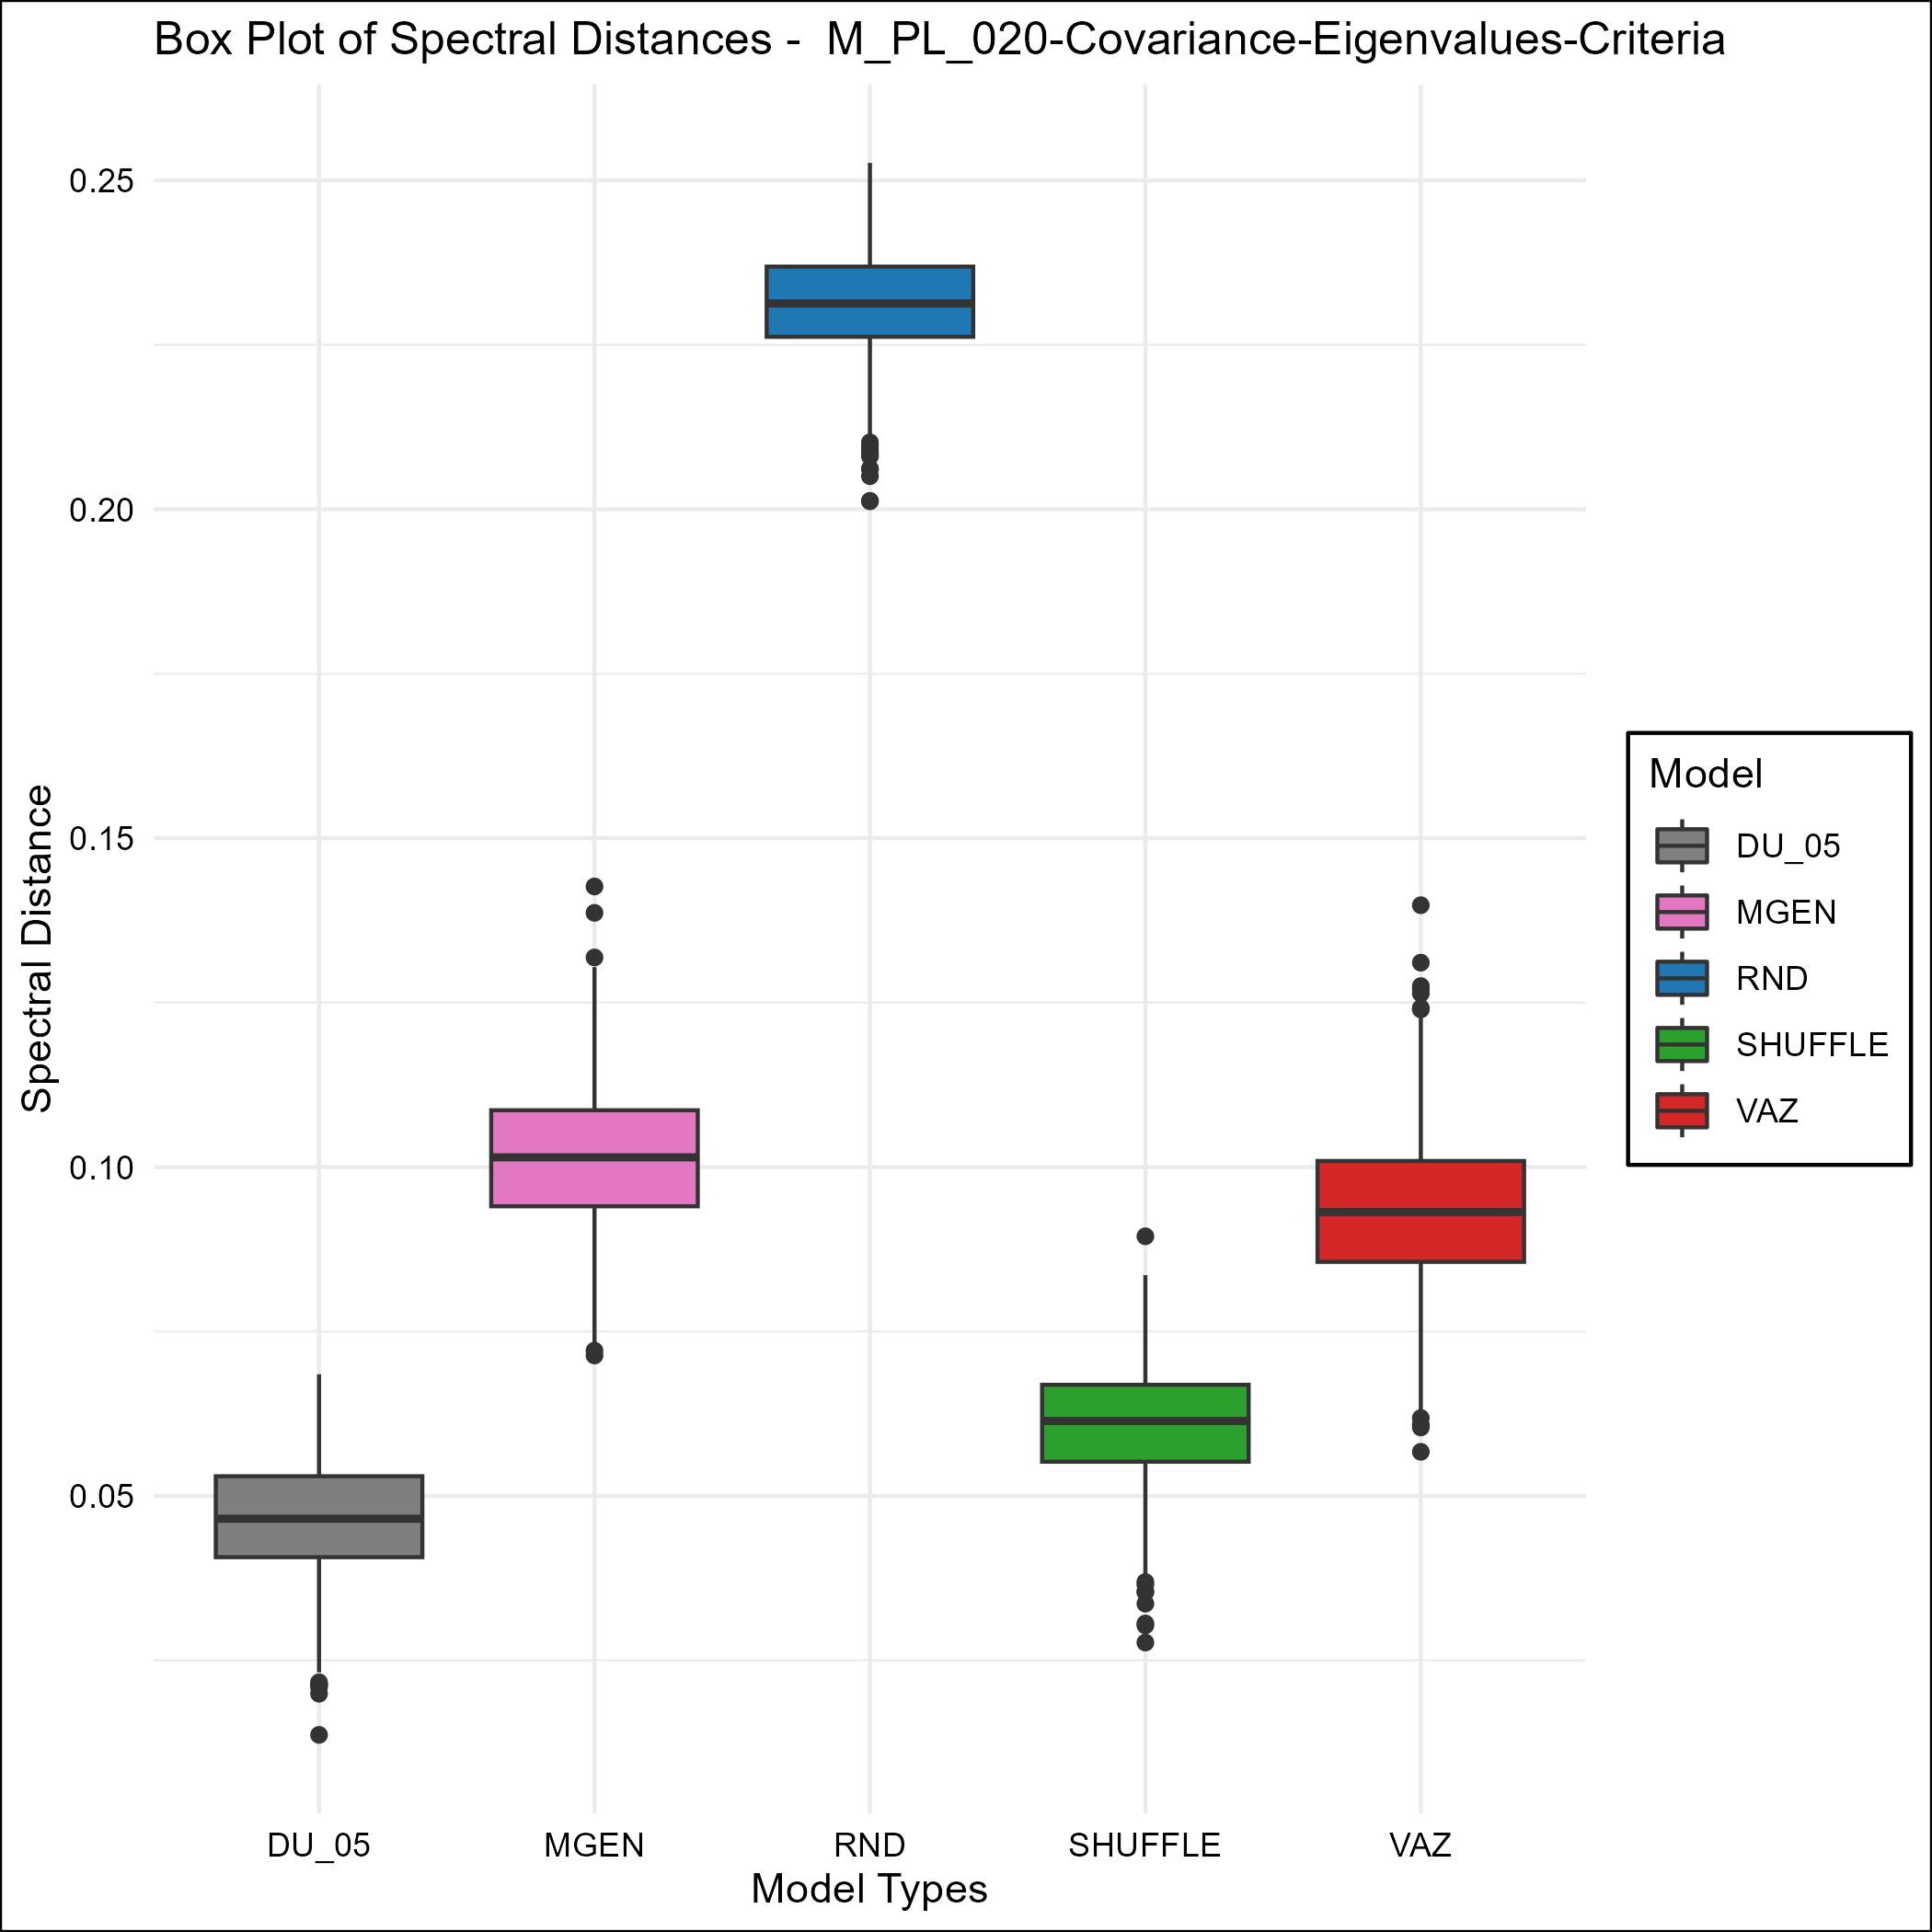 Box Plot of Spectral Distances -  M_PL_020-Covariance-Eigenvalues-Criteria
Spectral Distance
0.25
0.20
0.15
0.10
0.05
DU_05
MGEN
RND
SHUFFLE
VAZ
Model Types
Model
DU_05
MGEN
RND
SHUFFLE
VAZ